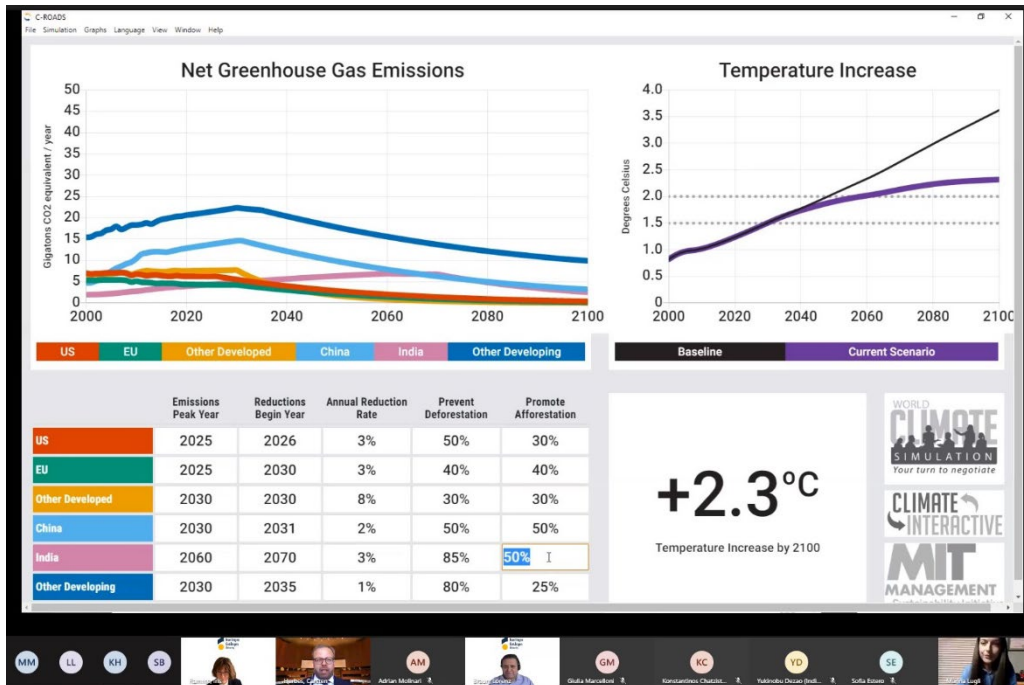 C-ROADS
File Simulation Graphs Language View Window Help
Net Greenhouse Gas Emissions
Gigatons CO2 equivalent / year
50
45
40
35
30
25
20
15
10
5
0
2000 2020 2040 2060 2080 2100
US EU Other Developed China India Other Developing
Temperature Increase
Degrees Celsius
4.0
3.5
3.0
2.5
2.0
1.5
1.0
0.5
0
2000 2020 2040 2060 2080 2100
Baseline Current Scenario
Emissions Peak Year Reductions Begin Year Annual Reduction Rate Prevent Deforestation Promote Afforestation
US 2025 2026 3% 50% 30%
EU 2025 2030 3% 40% 40%
Other Developed 2030 2030 8% 30% 30%
China 2030 2031 2% 50% 50%
India 2060 2070 3% 85% 50%
Other Developing 2030 2035 1% 80% 25%
+2.3°C
Temperature Increase by 2100
WORLD
CLIMATE
SIMULATION
Your turn to negotiate
CLIMATE
INTERACTIVE
MIT
MANAGEMENT
MM LL KH SB AM GM KC YD SE
Adrian Molinari Giulia Marcelloni Konstantinos Chatzist... Yukinobu Dezao (Indi... Sofia Estero